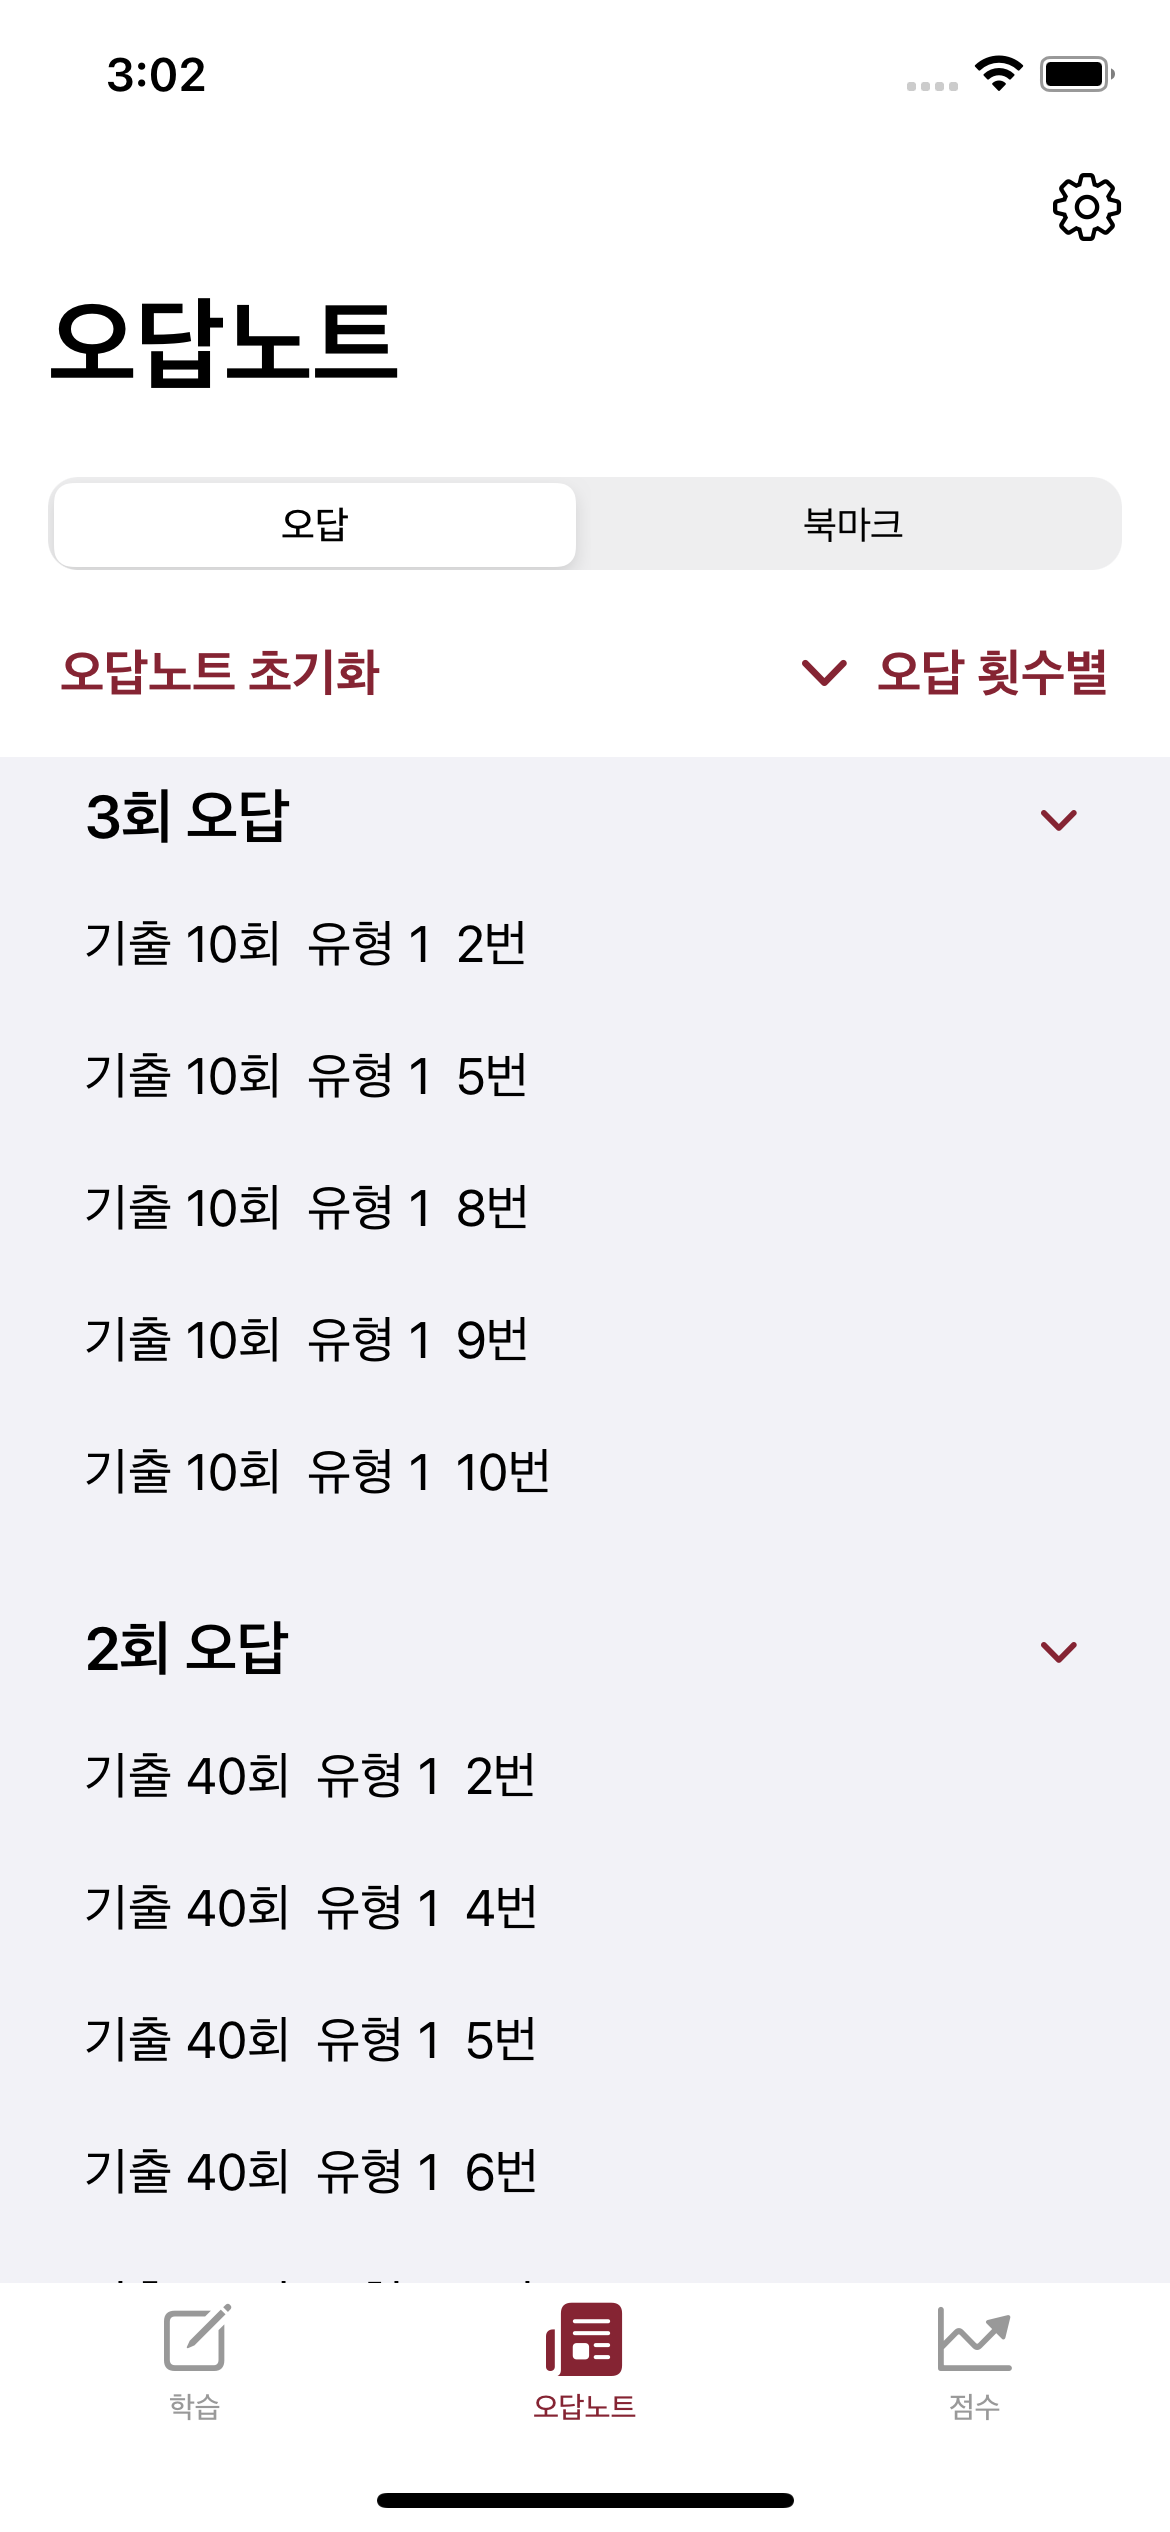 3:02
오답노트
오답 북마크
오답노트 초기화 오답 횟수별
3회 오답
기출 10회 유형 1 2번
기출 10회 유형 1 5번
기출 10회 유형 1 8번
기출 10회 유형 1 9번
기출 10회 유형 1 10번
2회 오답
기출 40회 유형 1 2번
기출 40회 유형 1 4번
기출 40회 유형 1 5번
기출 40회 유형 1 6번
학습 오답노트 점수